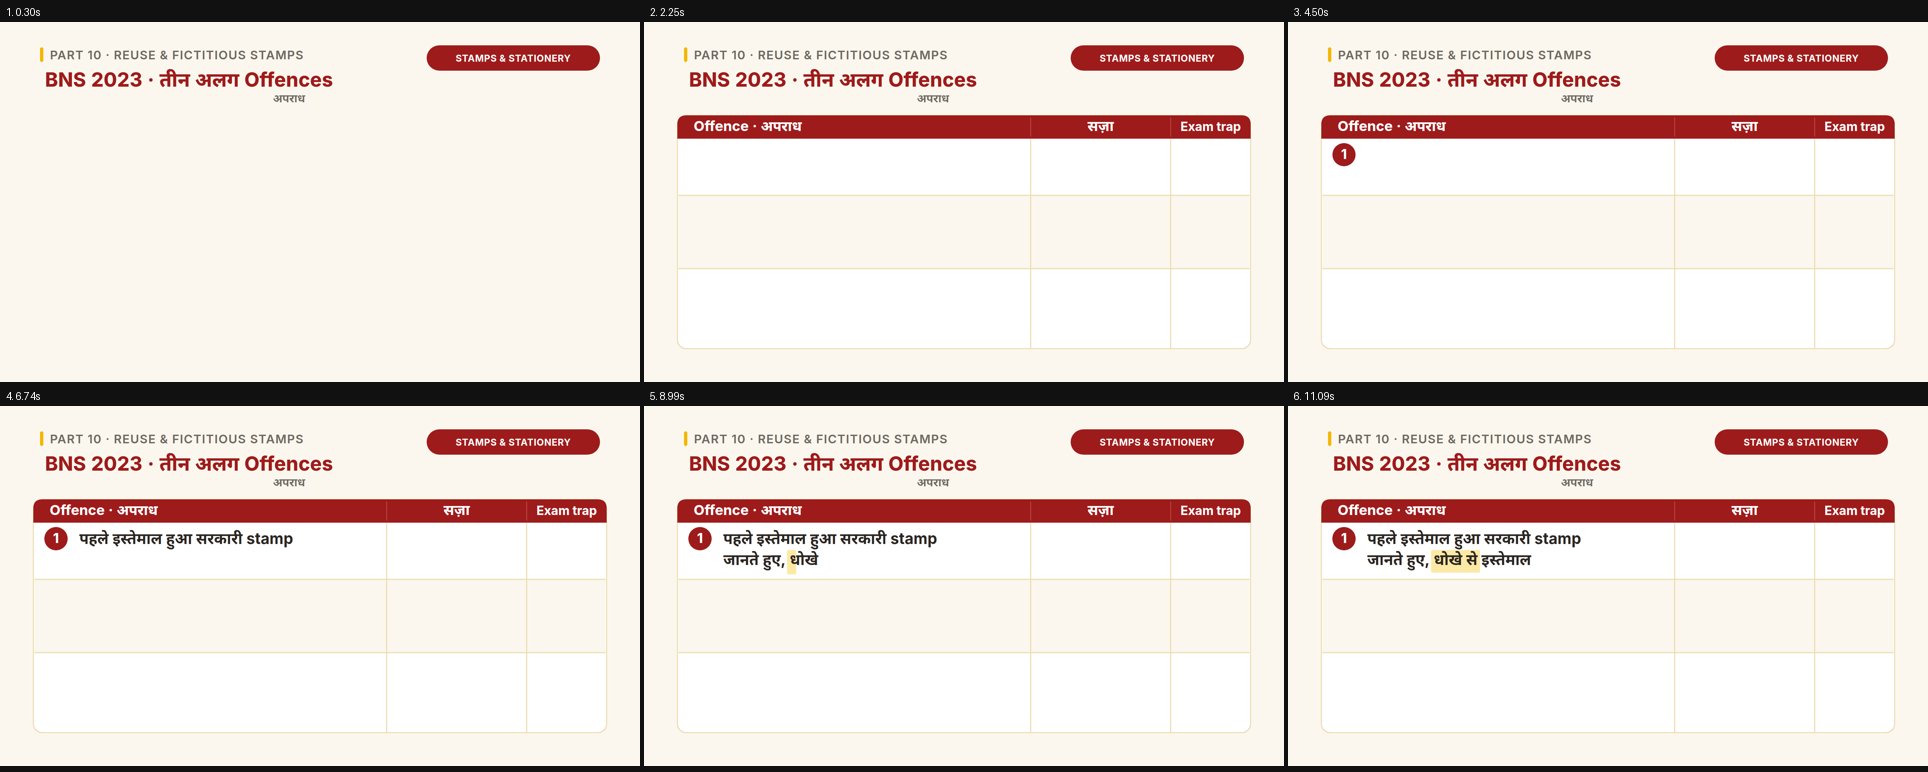 1. 0.30s
PART 10 · REUSE & FICTITIOUS STAMPS
STAMPS & STATIONERY
BNS 2023 · तीन अलग Offences
अपराध
2. 2.25s
PART 10 · REUSE & FICTITIOUS STAMPS
STAMPS & STATIONERY
BNS 2023 · तीन अलग Offences
अपराध
Offence · अपराध सज़ा Exam trap
3. 4.50s
PART 10 · REUSE & FICTITIOUS STAMPS
STAMPS & STATIONERY
BNS 2023 · तीन अलग Offences
अपराध
Offence · अपराध सज़ा Exam trap
1
4. 6.74s
PART 10 · REUSE & FICTITIOUS STAMPS
STAMPS & STATIONERY
BNS 2023 · तीन अलग Offences
अपराध
Offence · अपराध सज़ा Exam trap
1 पहले इस्तेमाल हुआ सरकारी stamp
5. 8.99s
PART 10 · REUSE & FICTITIOUS STAMPS
STAMPS & STATIONERY
BNS 2023 · तीन अलग Offences
अपराध
Offence · अपराध सज़ा Exam trap
1 पहले इस्तेमाल हुआ सरकारी stamp
जानते हुए, धोखे
6. 11.09s
PART 10 · REUSE & FICTITIOUS STAMPS
STAMPS & STATIONERY
BNS 2023 · तीन अलग Offences
अपराध
Offence · अपराध सज़ा Exam trap
1 पहले इस्तेमाल हुआ सरकारी stamp
जानते हुए, धोखे से इस्तेमाल